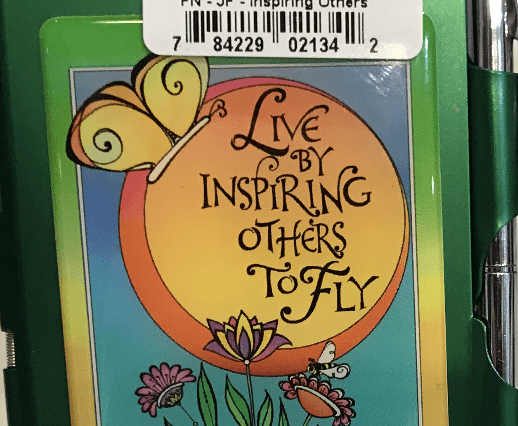 PN - JF - Inspiring Others
7 84229 02134 2
LIVE
BY
INSPIRING
OTHERS
TO FLY